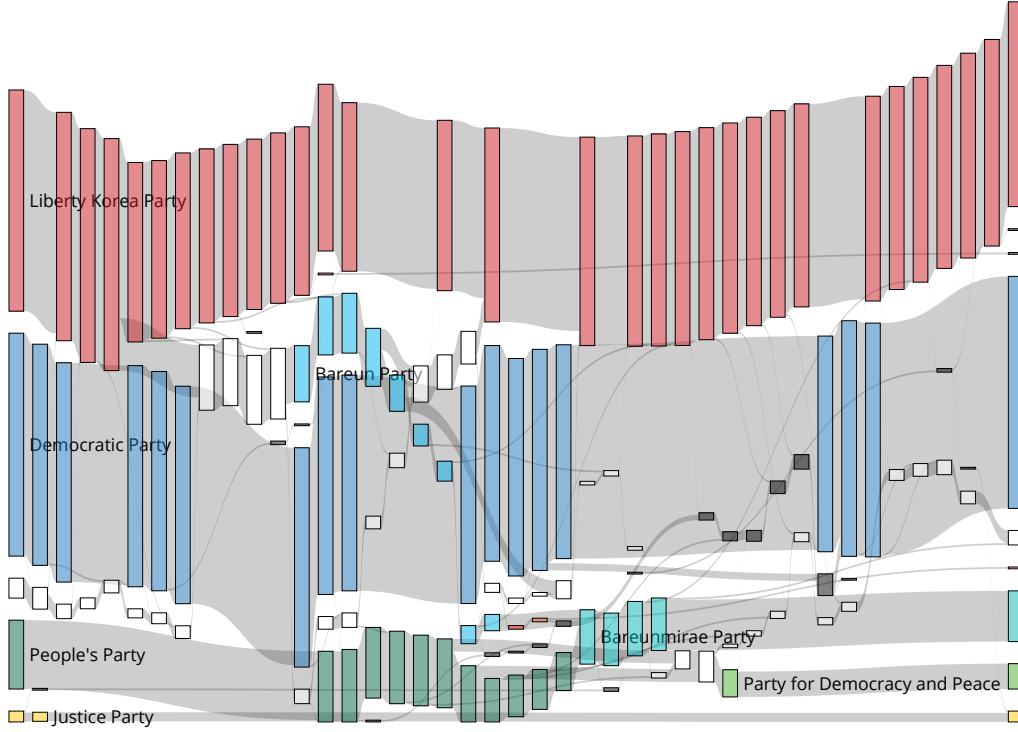 Liberty Korea Party
Bareun Party
Democratic Party
Bareunmirae Party
People's Party
Party for Democracy and Peace
Justice Party